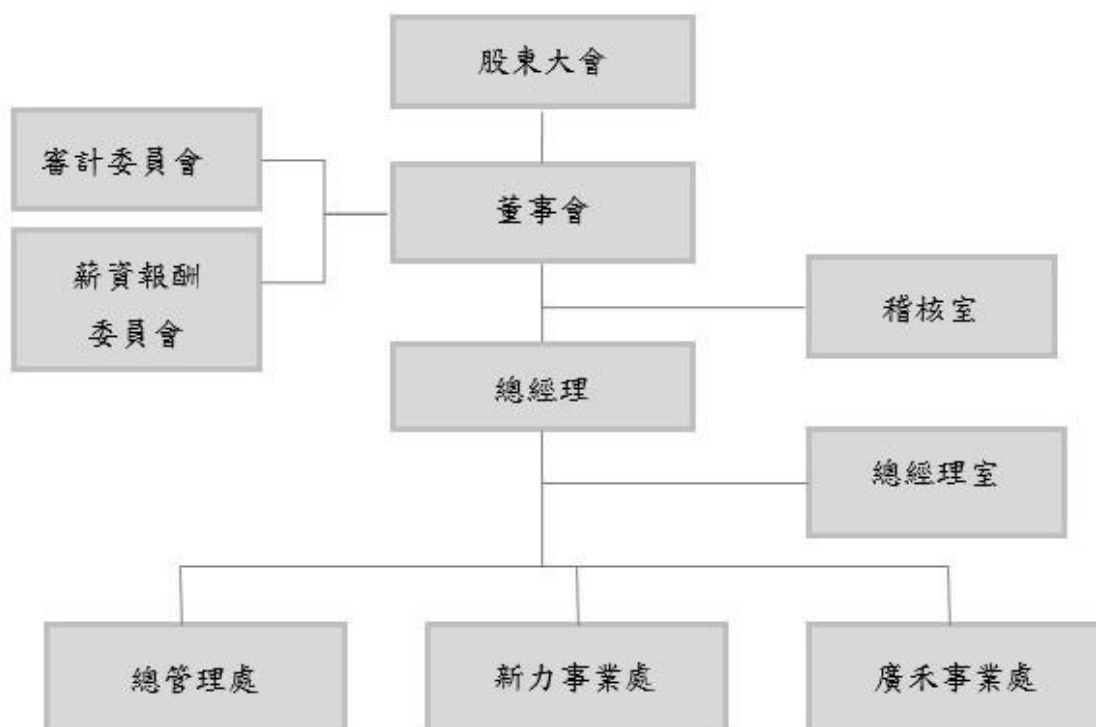 股東大會
審計委員會
董事會
薪資報酬
委員會
稽核室
總經理
總經理室
總管理處
新力事業處
廣禾事業處